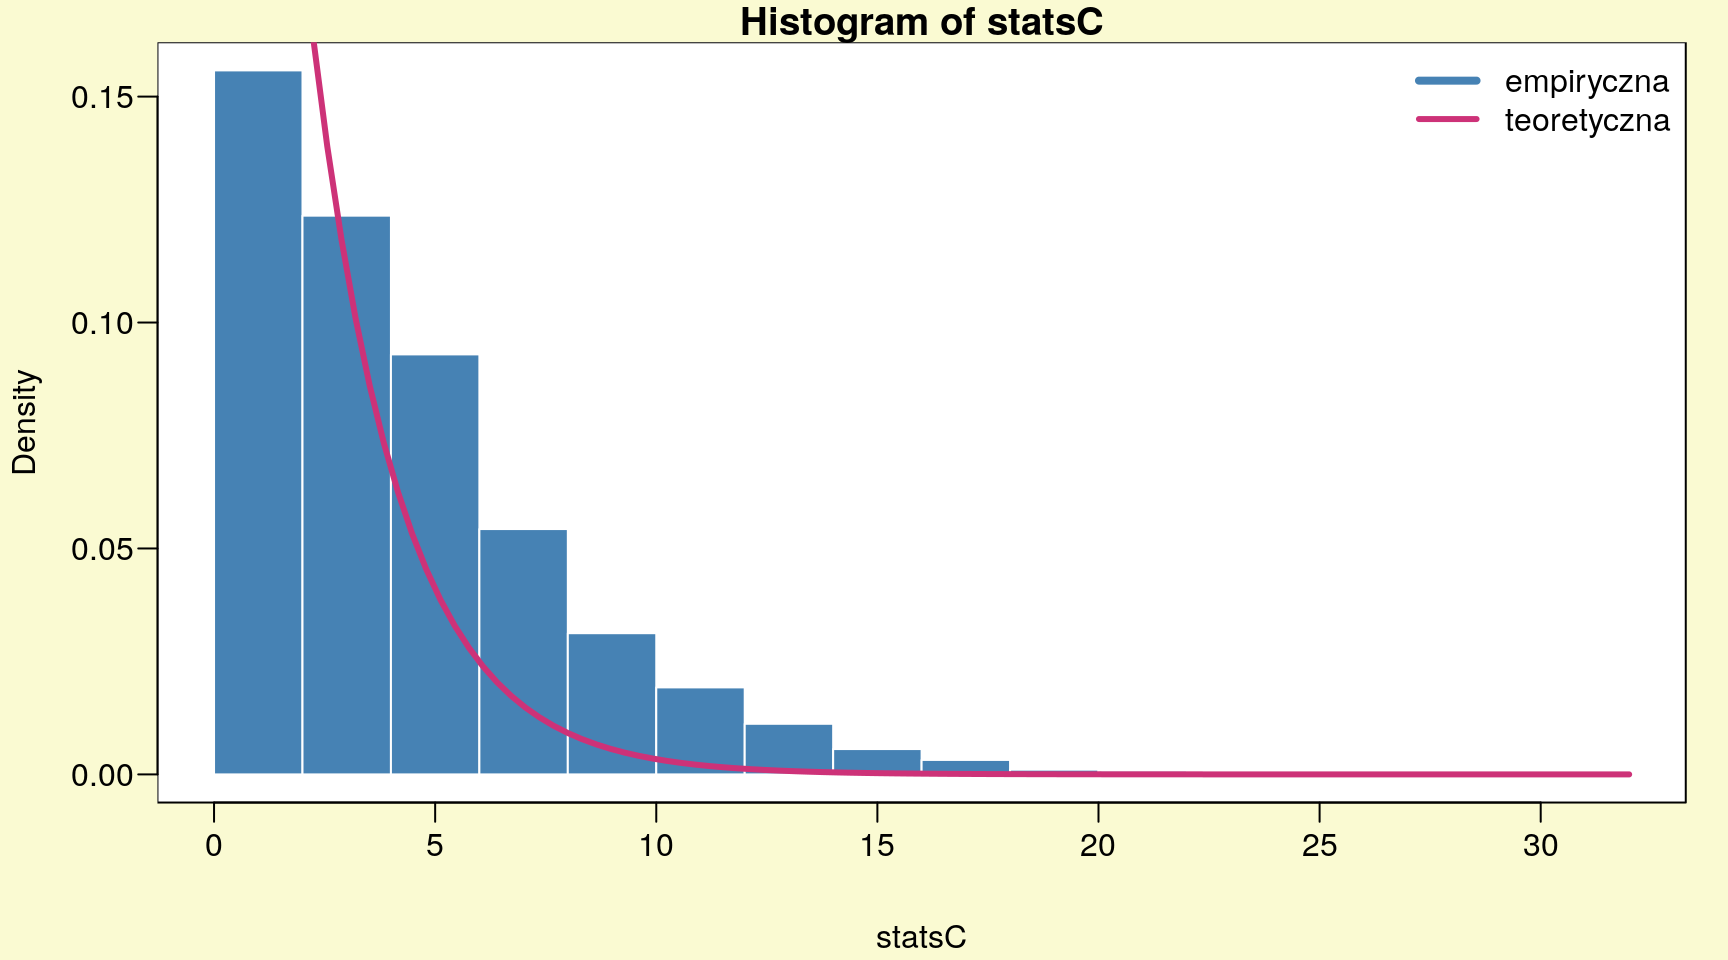 Histogram of statsC
empiryczna
teoretyczna
0.15
0.10
0.05
0.00
Density
0 5 10 15 20 25 30
statsC